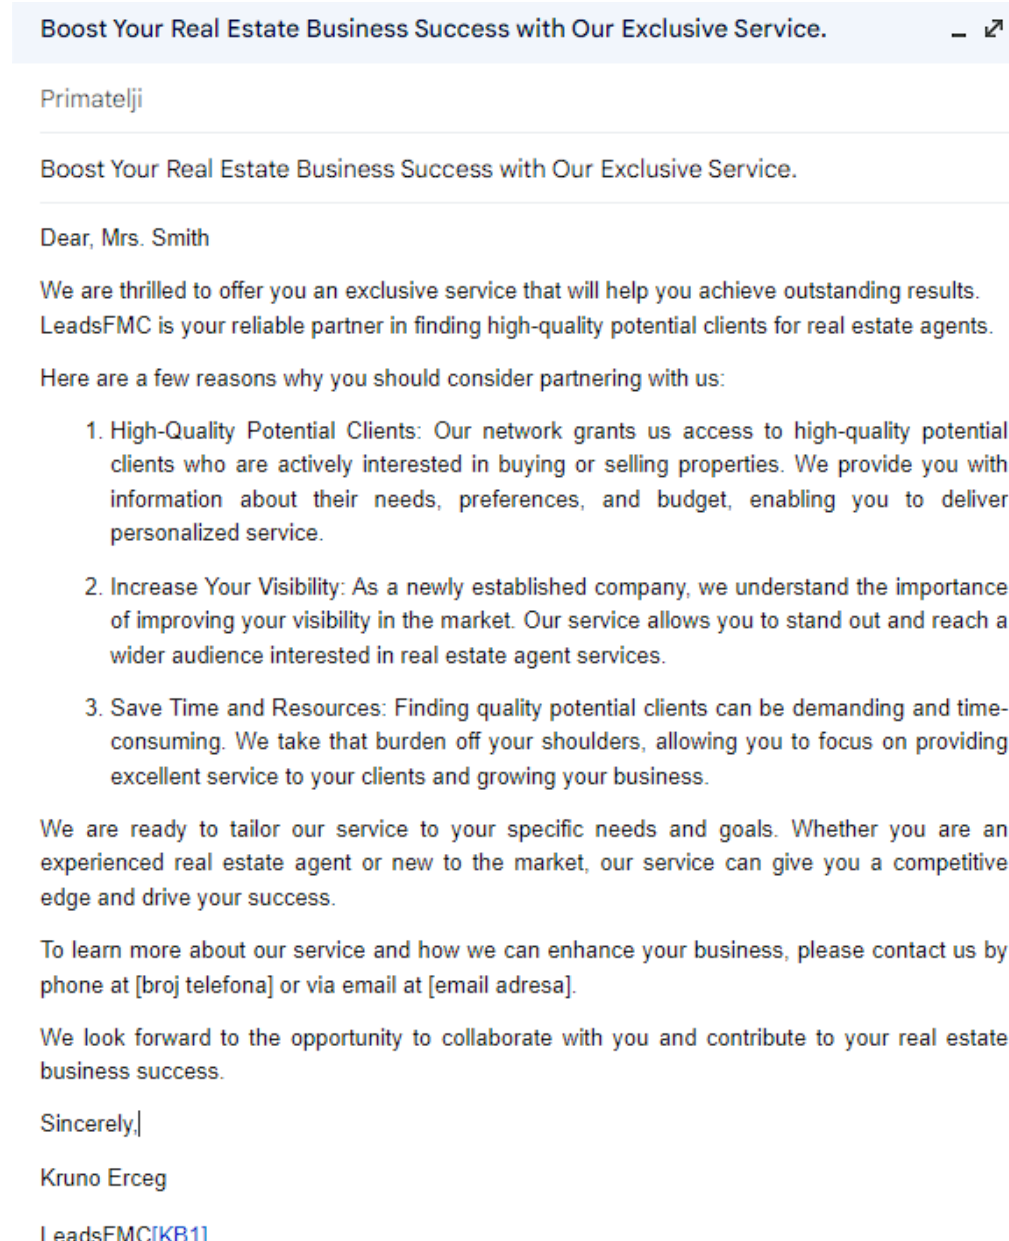 Boost Your Real Estate Business Success with Our Exclusive Service.
Primatelji
Boost Your Real Estate Business Success with Our Exclusive Service.
Dear, Mrs. Smith
We are thrilled to offer you an exclusive service that will help you achieve outstanding results.
LeadsFMC is your reliable partner in finding high-quality potential clients for real estate agents.
Here are a few reasons why you should consider partnering with us:
1. High-Quality Potential Clients: Our network grants us access to high-quality potential
clients who are actively interested in buying or selling properties. We provide you with
information about their needs, preferences, and budget, enabling you to deliver
personalized service.
2. Increase Your Visibility: As a newly established company, we understand the importance
of improving your visibility in the market. Our service allows you to stand out and reach a
wider audience interested in real estate agent services.
3. Save Time and Resources: Finding quality potential clients can be demanding and time-
consuming. We take that burden off your shoulders, allowing you to focus on providing
excellent service to your clients and growing your business.
We are ready to tailor our service to your specific needs and goals. Whether you are an
experienced real estate agent or new to the market, our service can give you a competitive
edge and drive your success.
To learn more about our service and how we can enhance your business, please contact us by
phone at [broj telefona] or via email at [email adresa].
We look forward to the opportunity to collaborate with you and contribute to your real estate
business success.
Sincerely,
Kruno Erceg
LeadsFMC[KB1]